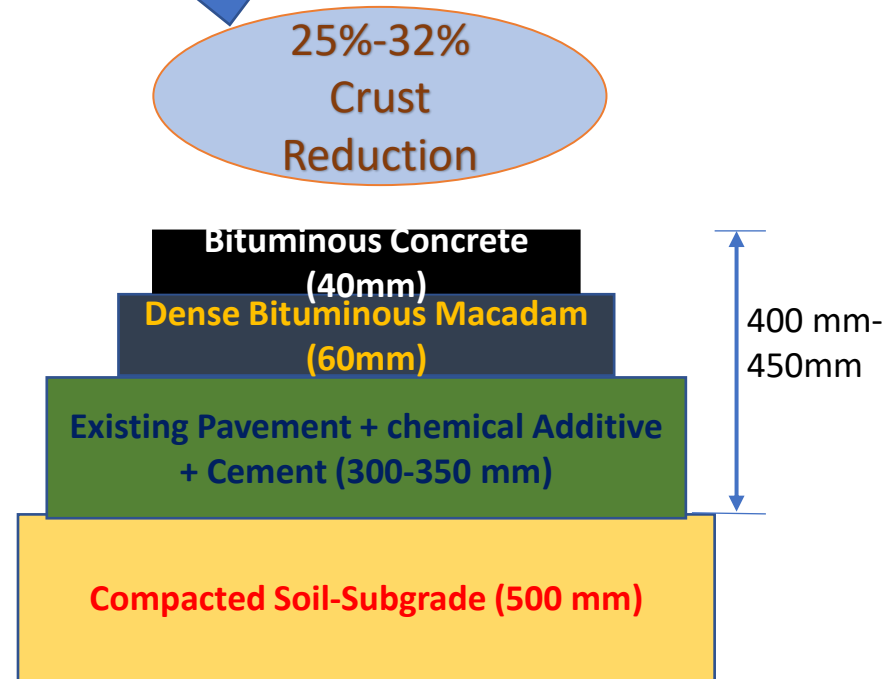 25%-32%
Crust
Reduction
Bituminous Concrete
(40mm)
Dense Bituminous Macadam
(60mm)
400 mm-
450mm
Existing Pavement + chemical Additive
+ Cement (300-350 mm)
Compacted Soil-Subgrade (500 mm)